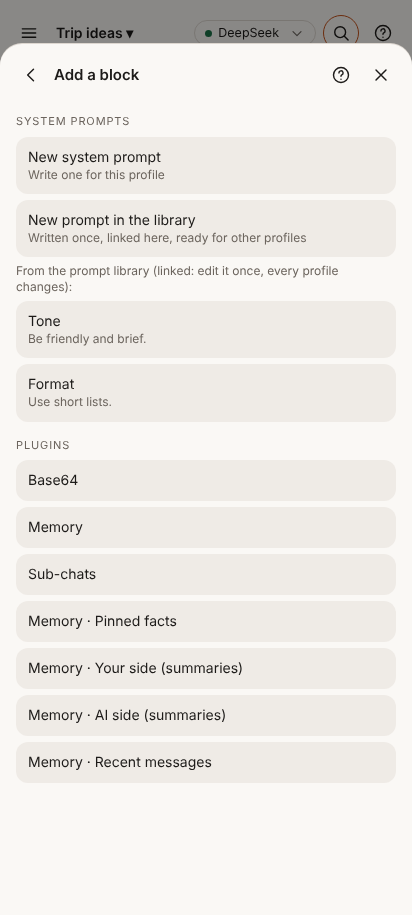 Trip ideas ▾
DeepSeek
Add a block
SYSTEM PROMPTS
New system prompt
Write one for this profile
New prompt in the library
Written once, linked here, ready for other profiles
From the prompt library (linked: edit it once, every profile
changes):
Tone
Be friendly and brief.
Format
Use short lists.
PLUGINS
Base64
Memory
Sub-chats
Memory · Pinned facts
Memory · Your side (summaries)
Memory · AI side (summaries)
Memory · Recent messages